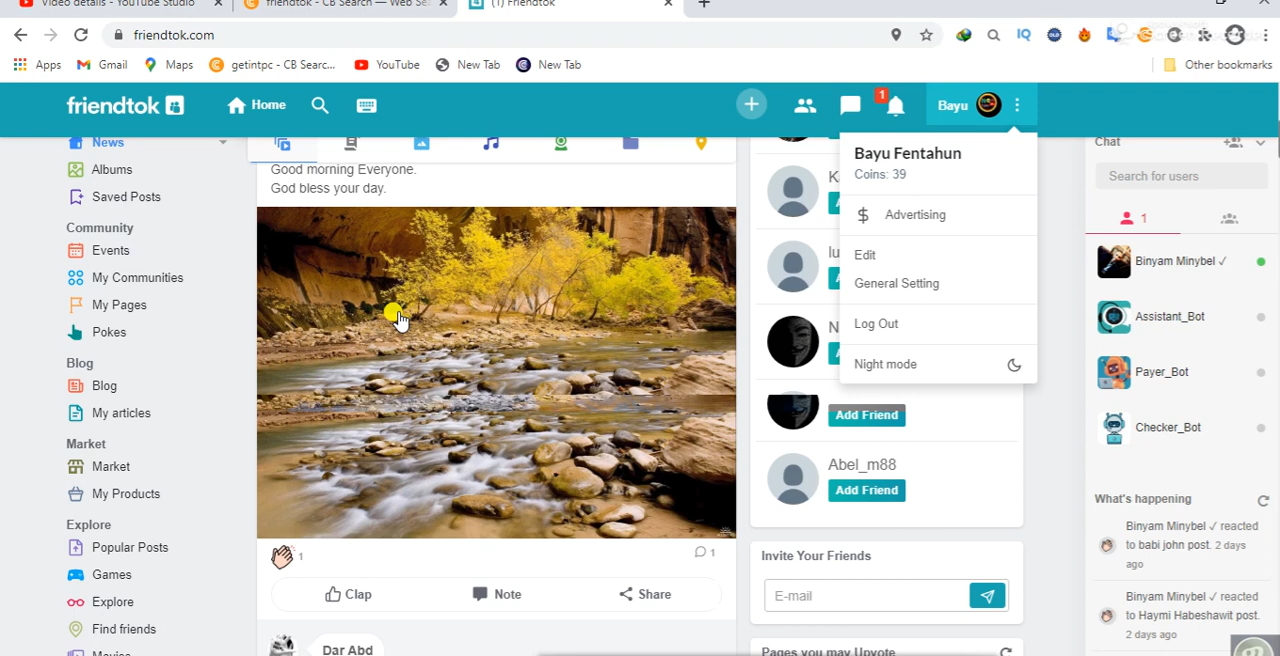 Video details - YouTube Studio
friendtok - CB Search — Web Sea
(1) Friendtok
friendtok.com
Apps
Gmail
Maps
getintpc - CB Searc...
YouTube
New Tab
New Tab
Other bookmarks
friendtok
Home
1
Bayu
News
Albums
Saved Posts
Community
Events
My Communities
My Pages
Pokes
Blog
Blog
My articles
Market
Market
My Products
Explore
Popular Posts
Games
Explore
Find friends
Movies
Good morning Everyone.
God bless your day.
1
1
Clap
Note
Share
Dar Abd
Add Friend
Abel_m88
Add Friend
Invite Your Friends
E-mail
Pages you may Upvote
Bayu Fentahun
Coins: 39
Advertising
Edit
General Setting
Log Out
Night mode
Chat
Search for users
1
Binyam Minybel ✓
Assistant_Bot
Payer_Bot
Checker_Bot
What's happening
Binyam Minybel ✓ reacted
to babi john post. 2 days
ago
Binyam Minybel ✓ reacted
to Haymi Habeshawit post.
2 days ago